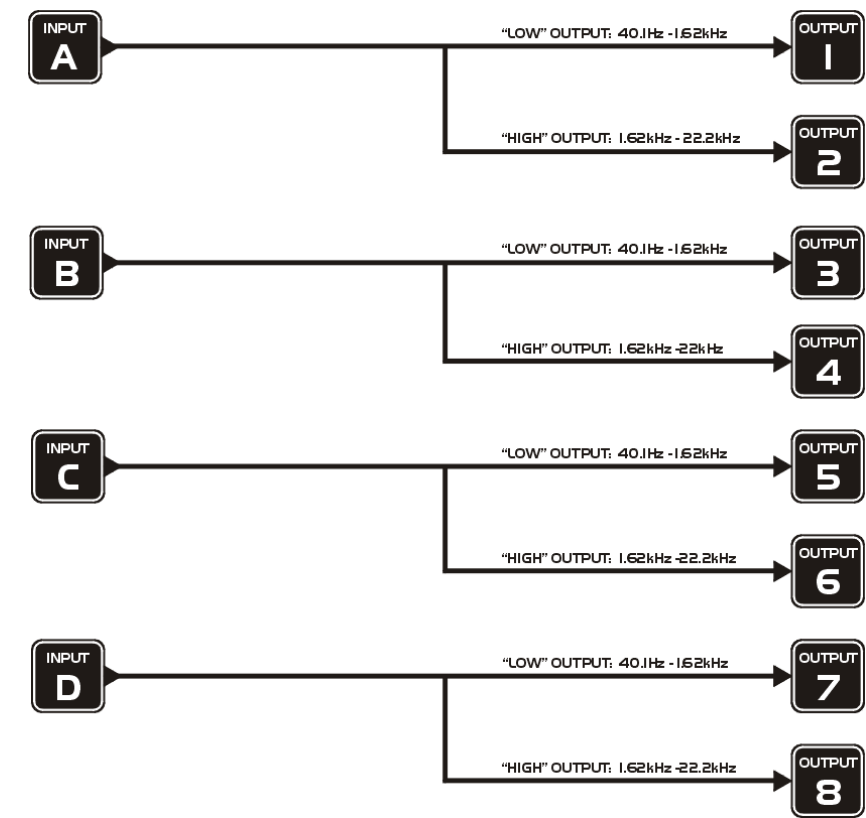 INPUT
A
"LOW" OUTPUT: 40.1Hz - 1.62kHz
OUTPUT
1
"HIGH" OUTPUT: 1.62kHz - 22.2kHz
OUTPUT
2
INPUT
B
"LOW" OUTPUT: 40.1Hz - 1.62kHz
OUTPUT
3
"HIGH" OUTPUT: 1.62kHz -22kHz
OUTPUT
4
INPUT
C
"LOW" OUTPUT: 40.1Hz - 1.62kHz
OUTPUT
5
"HIGH" OUTPUT: 1.62kHz -22.2kHz
OUTPUT
6
INPUT
D
"LOW" OUTPUT: 40.1Hz - 1.62kHz
OUTPUT
7
"HIGH" OUTPUT: 1.62kHz -22.2kHz
OUTPUT
8